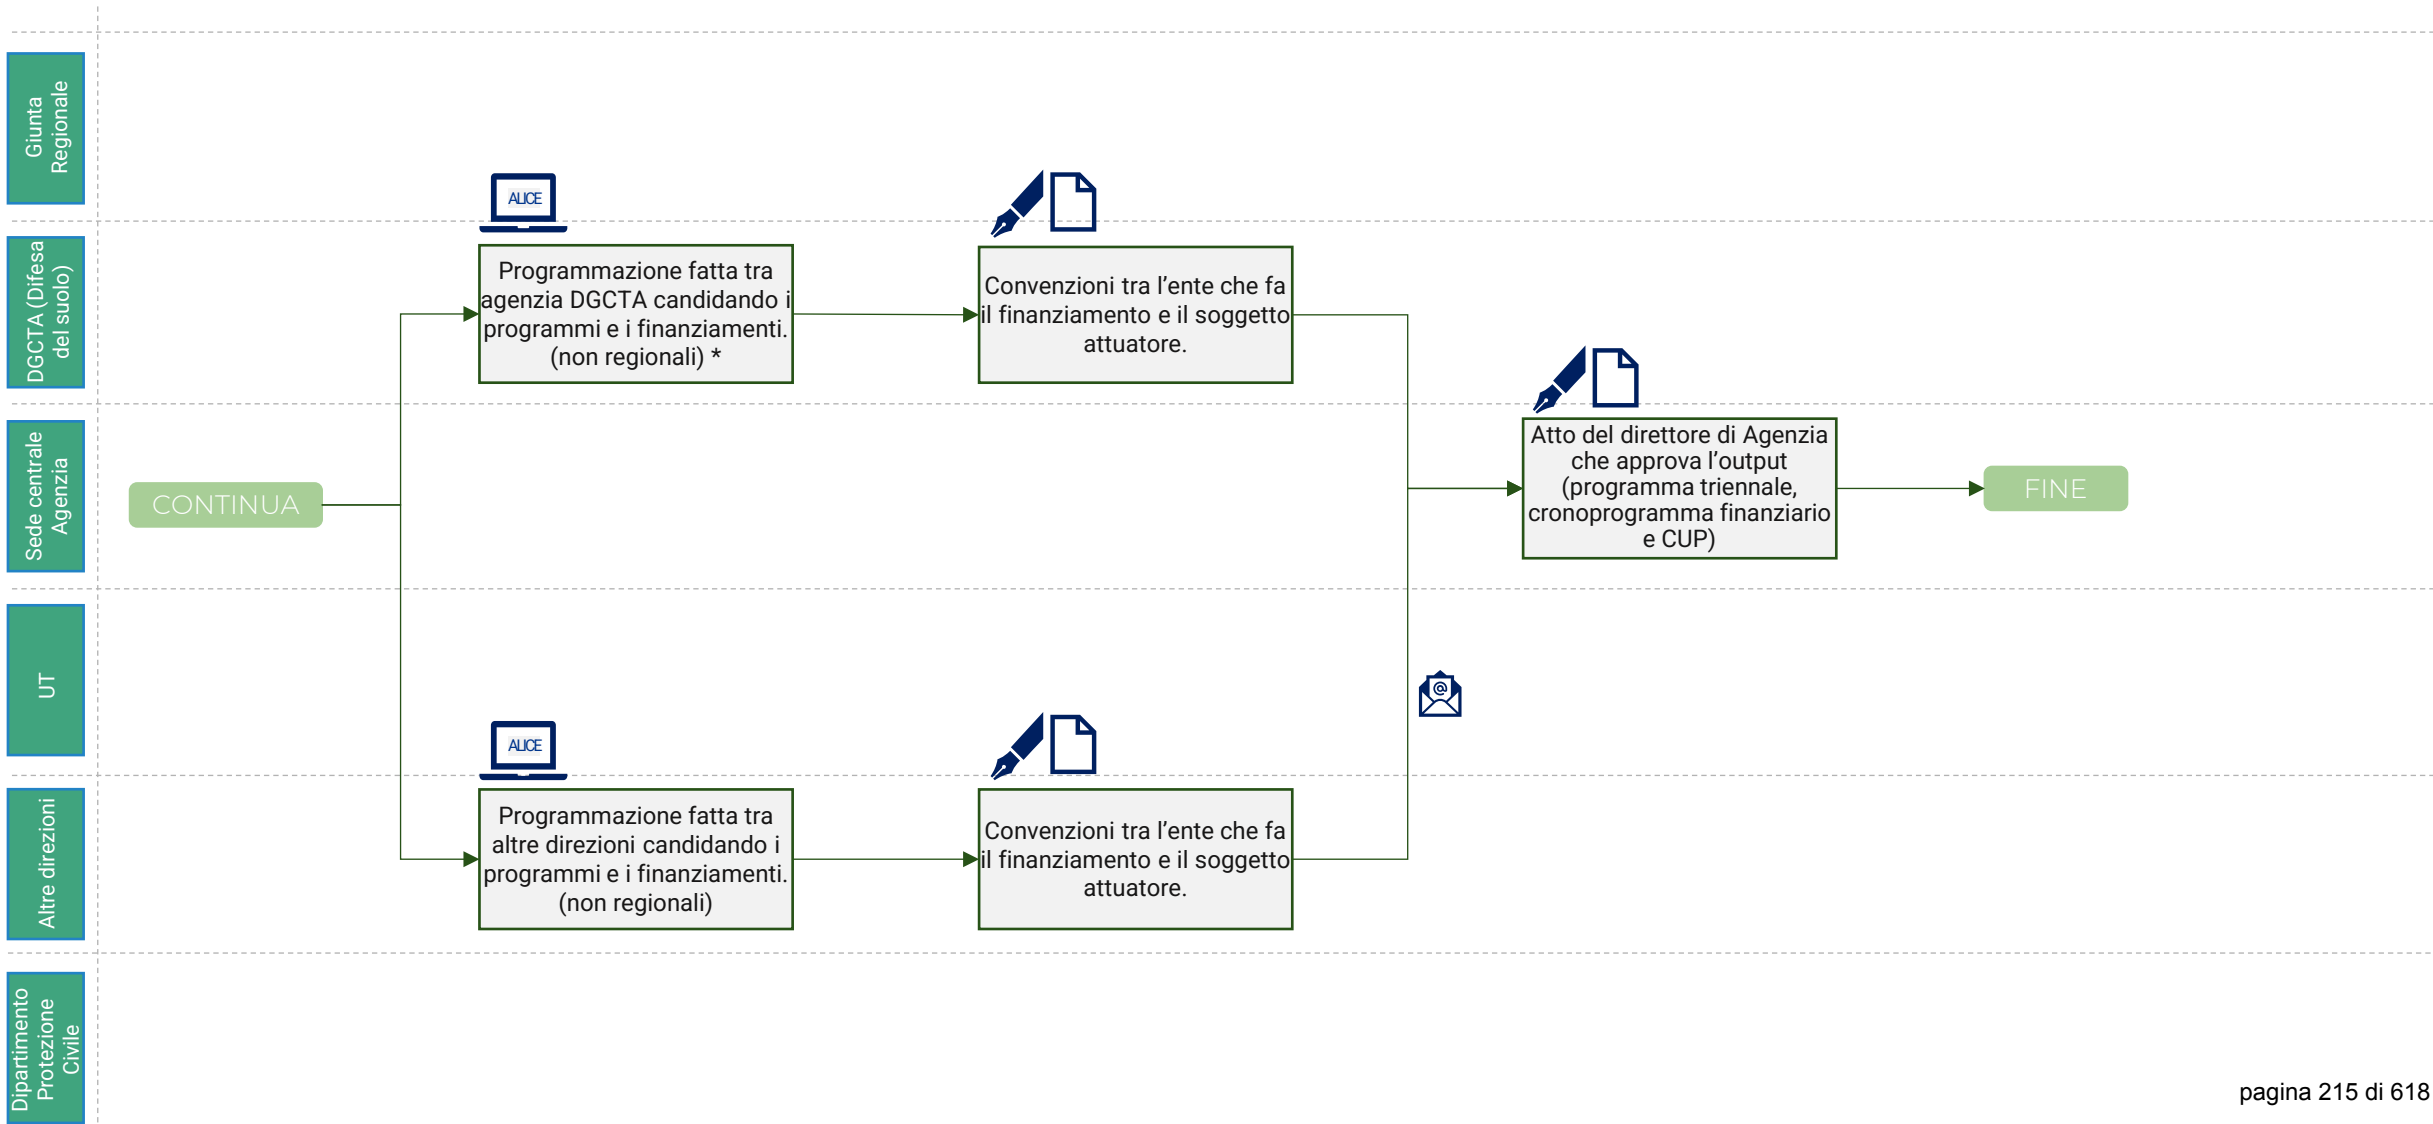 Giunta
Regionale
DGCTA (Difesa
del suolo)
Sede centrale
Agenzia
UT
Altre direzioni
Dipartimento
Protezione
Civile
CONTINUA
ALICE
Programmazione fatta tra
agenzia DGCTA candidando i
programmi e i finanziamenti.
(non regionali) *
Convenzioni tra l’ente che fa
il finanziamento e il soggetto
attuatore.
ALICE
Programmazione fatta tra
altre direzioni candidando i
programmi e i finanziamenti.
(non regionali)
Convenzioni tra l’ente che fa
il finanziamento e il soggetto
attuatore.
@
Atto del direttore di Agenzia
che approva l’output
(programma triennale,
cronoprogramma finanziario
e CUP)
FINE
pagina 215 di 618